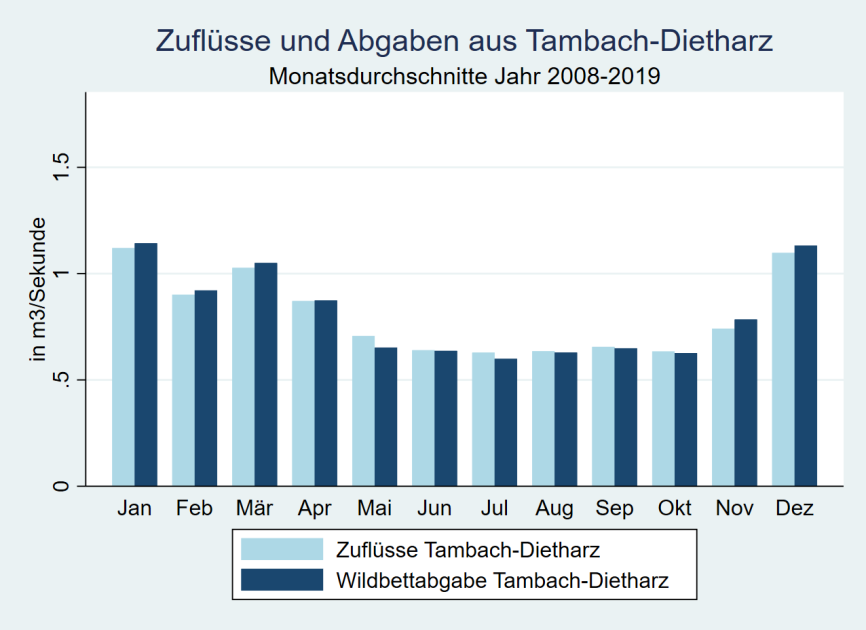 Zuflüsse und Abgaben aus Tambach-Dietharz
Monatsdurchschnitte Jahr 2008-2019
in m3/Sekunde
1.5
1
.5
0
Jan Feb Mär Apr Mai Jun Jul Aug Sep Okt Nov Dez
Zuflüsse Tambach-Dietharz
Wildbettabgabe Tambach-Dietharz